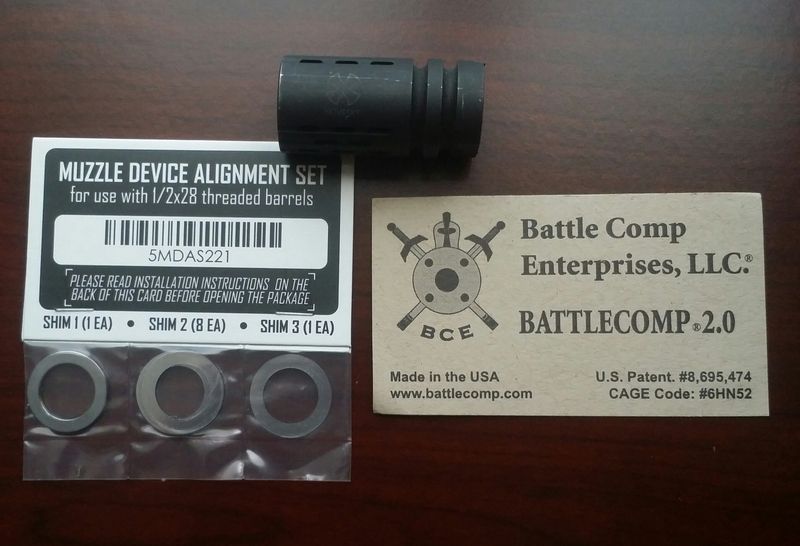 MUZZLE DEVICE ALIGNMENT SET
for use with 1/2x28 threaded barrels
5MDAS221
PLEASE READ INSTALLATION INSTRUCTIONS ON THE
BACK OF THIS CARD BEFORE OPENING THE PACKAGE
SHIM 1 (1 EA) • SHIM 2 (8 EA) • SHIM 3 (1 EA)
Battle Comp
Enterprises, LLC.®
BCE
BATTLECOMP® 2.0
Made in the USA
www.battlecomp.com
U.S. Patent. #8,695,474
CAGE Code: #6HN52